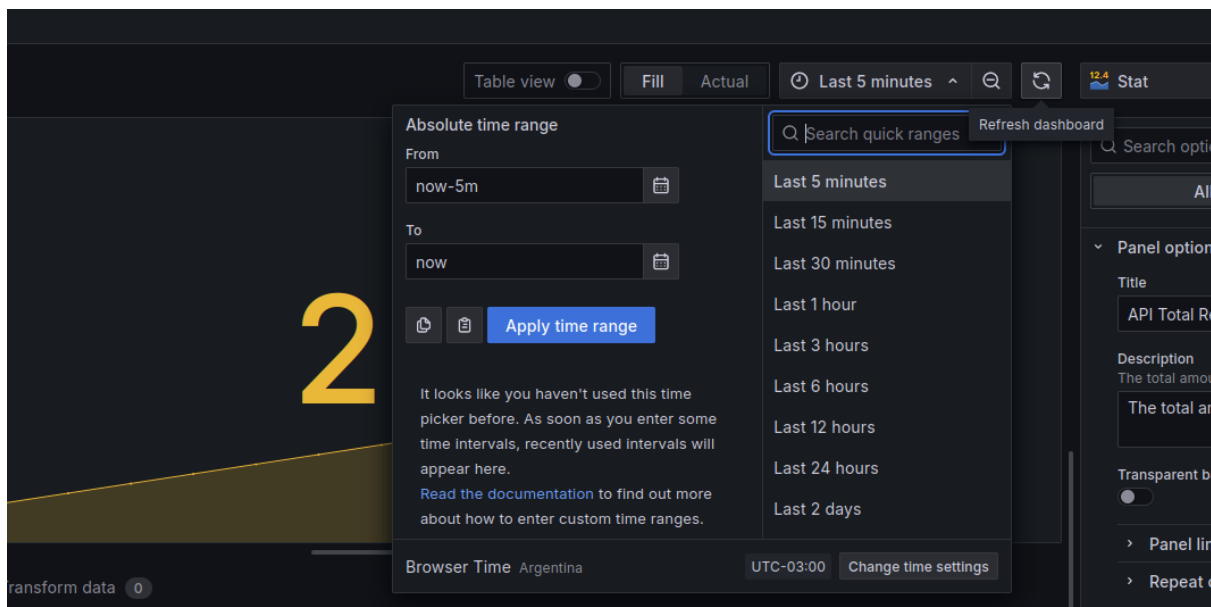 Table view
Fill
Actual
Last 5 minutes
12.4
Stat
Absolute time range
Search quick ranges
Refresh dashboard
From
Search opti
now-5m
Last 5 minutes
All
To
Last 15 minutes
now
Last 30 minutes
Panel option
Last 1 hour
Title
2
Apply time range
API Total Re
Last 3 hours
Description
The total amou
It looks like you haven't used this time
picker before. As soon as you enter some
time intervals, recently used intervals will
appear here.
Read the documentation to find out more
about how to enter custom time ranges.
Last 6 hours
The total ar
Last 12 hours
Last 24 hours
Transparent b
Last 2 days
Panel lin
Browser Time Argentina
UTC-03:00
Change time settings
Repeat o
ransform data 0